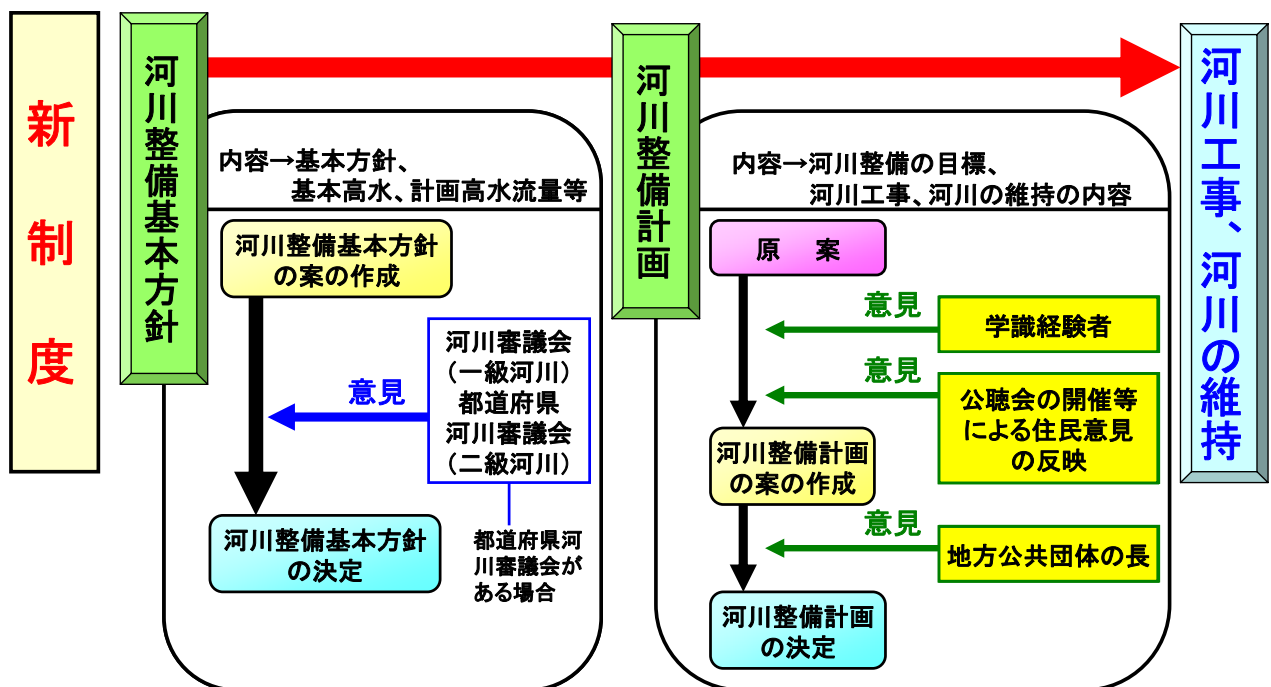 新制度
河川整備基本方針
内容→基本方針、
基本高水、計画高水流量等
河川整備基本方針
の案の作成
意見
河川審議会
(一級河川)
都道府県
河川審議会
(二級河川)
都道府県河
川審議会が
ある場合
河川整備基本方針
の決定
河川整備計画
内容→河川整備の目標、
河川工事、河川の維持の内容
原　案
意見
学識経験者
意見
公聴会の開催等
による住民意見
の反映
河川整備計画
の案の作成
意見
地方公共団体の長
河川整備計画
の決定
河川工事、河川の維持